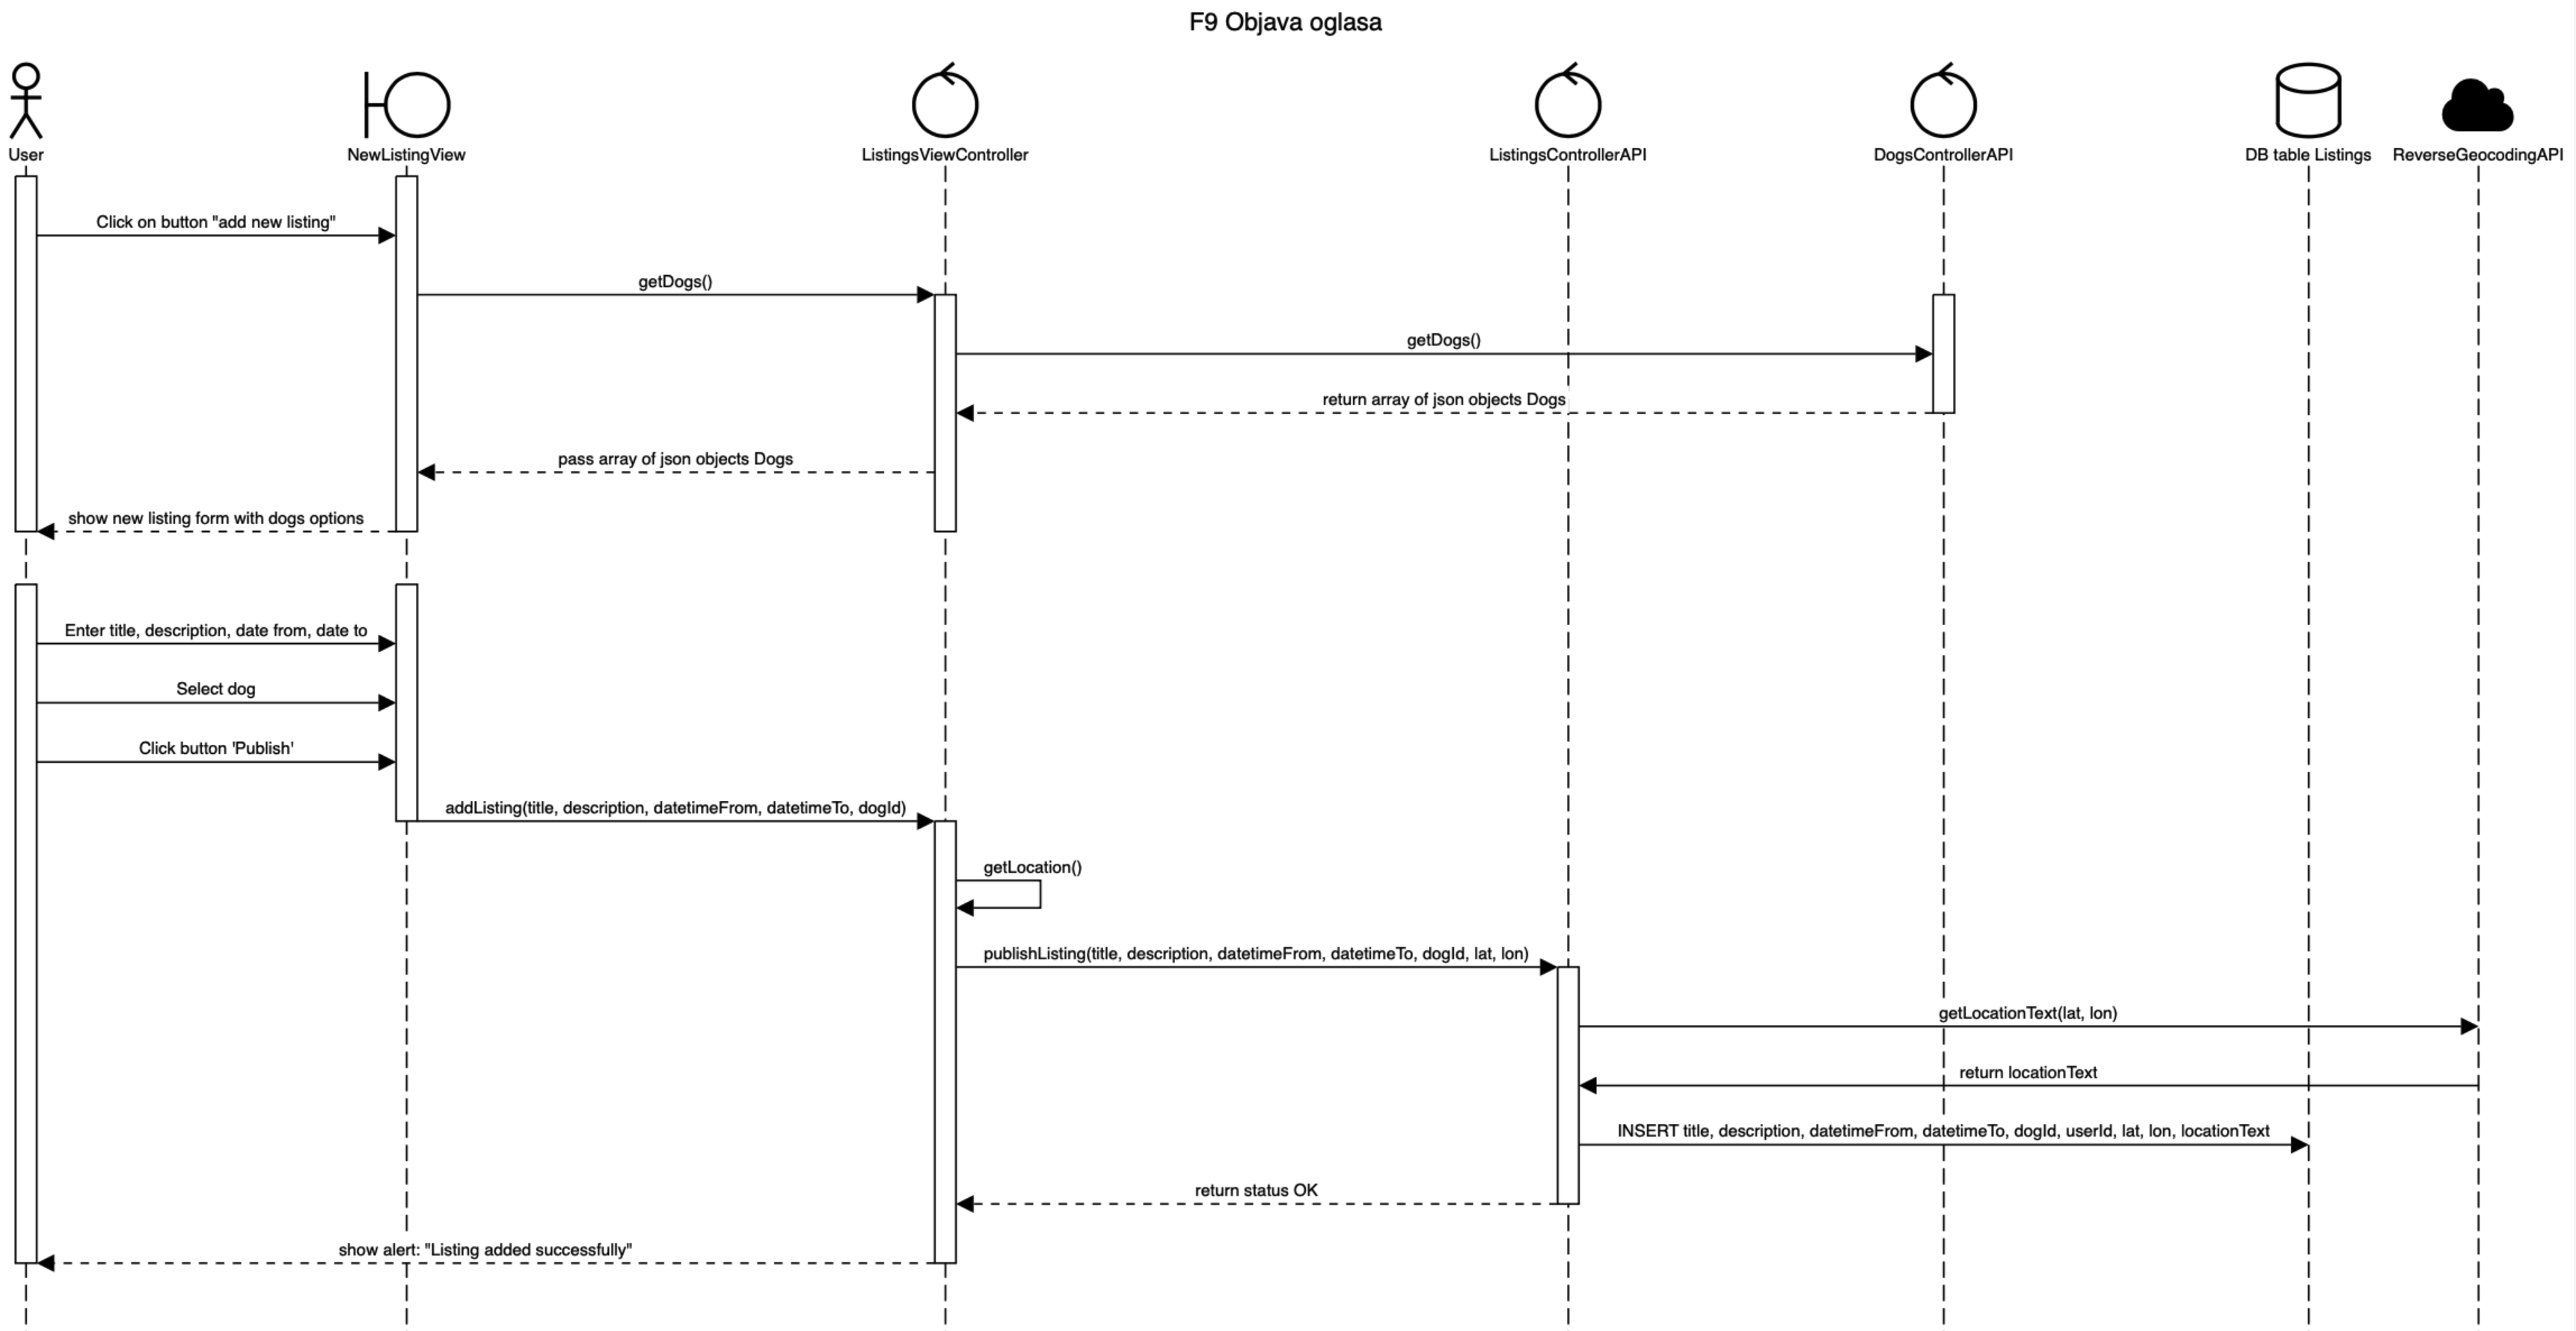 F9 Objava oglasa
User
NewListingView
ListingsViewController
ListingsControllerAPI
DogsControllerAPI
DB table Listings
ReverseGeocodingAPI
Click on button "add new listing"
getDogs()
getDogs()
return array of json objects Dogs
pass array of json objects Dogs
show new listing form with dogs options
Enter title, description, date from, date to
Select dog
Click button 'Publish'
addListing(title, description, datetimeFrom, datetimeTo, dogId)
getLocation()
publishListing(title, description, datetimeFrom, datetimeTo, dogId, lat, lon)
getLocationText(lat, lon)
return locationText
INSERT title, description, datetimeFrom, datetimeTo, dogId, userId, lat, lon, locationText
return status OK
show alert: "Listing added successfully"